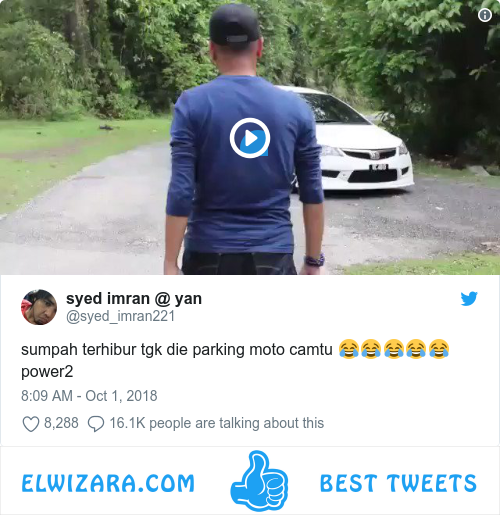 syed imran @ yan
@syed_imran221
sumpah terhibur tgk die parking moto camtu 😂😂😂😂😂
power2
8:09 AM - Oct 1, 2018
8,288 16.1K people are talking about this
ELWIZARA.COM BEST TWEETS